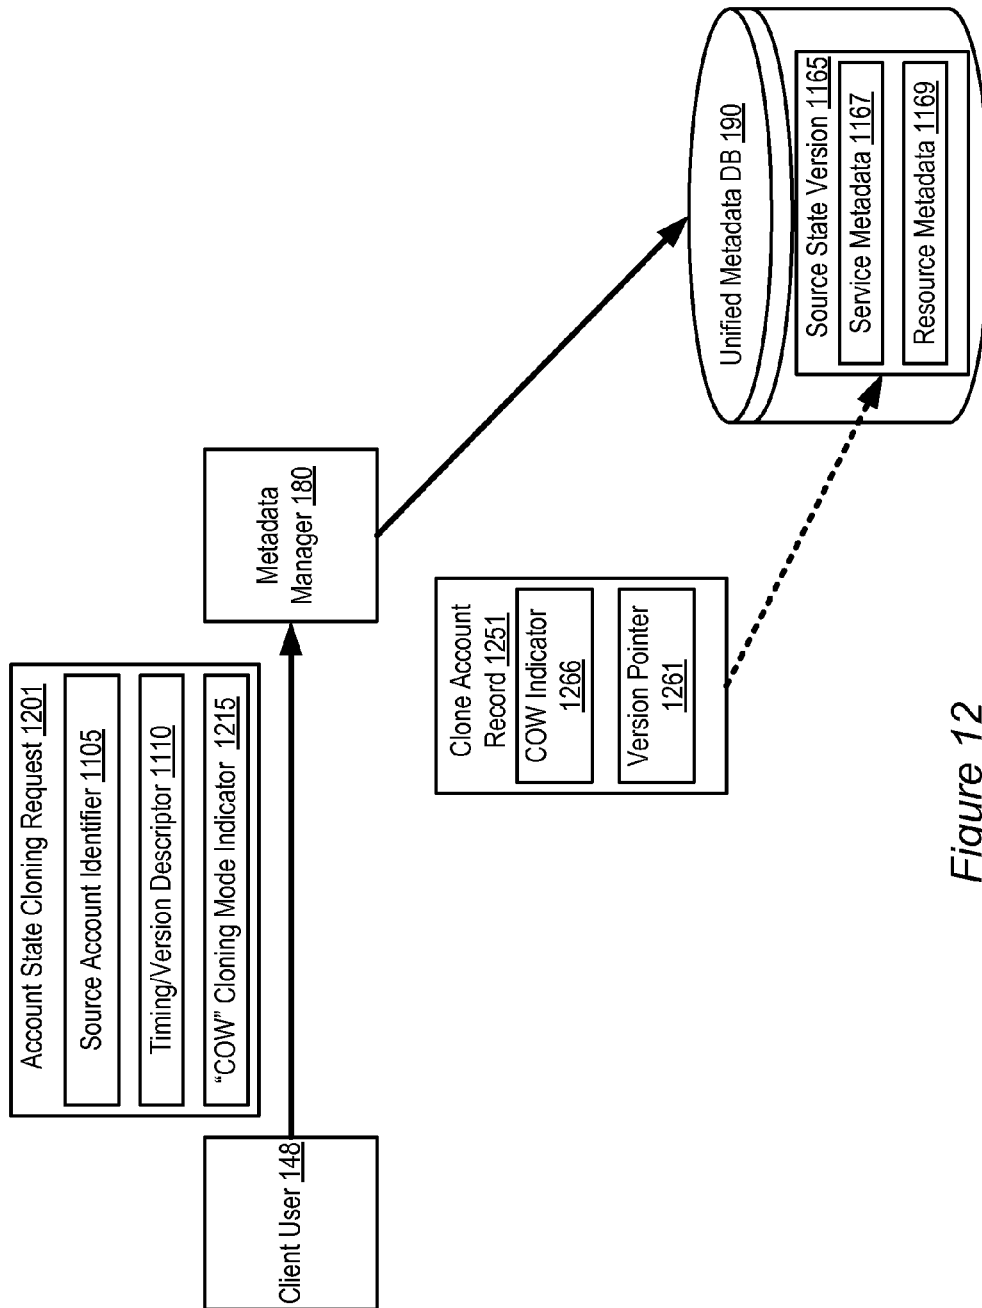 Account State Cloning Request 1201
Source Account Identifier 1105
Timing/Version Descriptor 1110
“COW” Cloning Mode Indicator 1215
Client User 148
Metadata
Manager 180
Clone Account
Record 1251
COW Indicator
1266
Version Pointer
1261
Unified Metadata DB 190
Source State Version 1165
Service Metadata 1167
Resource Metadata 1169
Figure 12